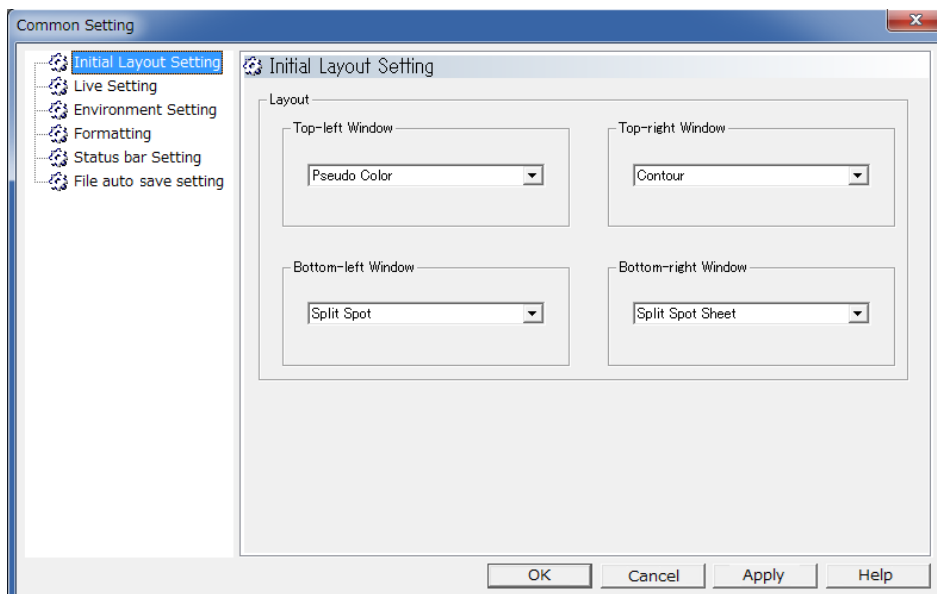 Common Setting
Initial Layout Setting
Live Setting
Environment Setting
Formatting
Status bar Setting
File auto save setting
Initial Layout Setting
Layout
Top-left Window
Pseudo Color
Top-right Window
Contour
Bottom-left Window
Split Spot
Bottom-right Window
Split Spot Sheet
OK
Cancel
Apply
Help